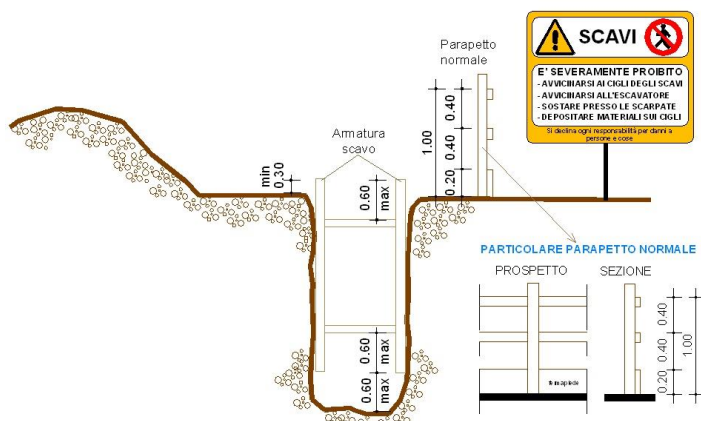 Parapetto
normale
SCAVI
E' SEVERAMENTE PROIBITO
- AVVICINARSI AI CIGLI DEGLI SCAVI
- AVVICINARSI ALL'ESCAVATORE
- SOSTARE PRESSO LE SCARPATE
- DEPOSITARE MATERIALI SUI CIGLI
Si declina ogni responsabilità per danni a
persone e cose
Armatura
scavo
min
0.30
0.60
max
1.00
0.40
0.40
0.20
0.60
max
0.60
max
PARTICOLARE PARAPETTO NORMALE
PROSPETTO
SEZIONE
0.40
0.40
0.20
1.00